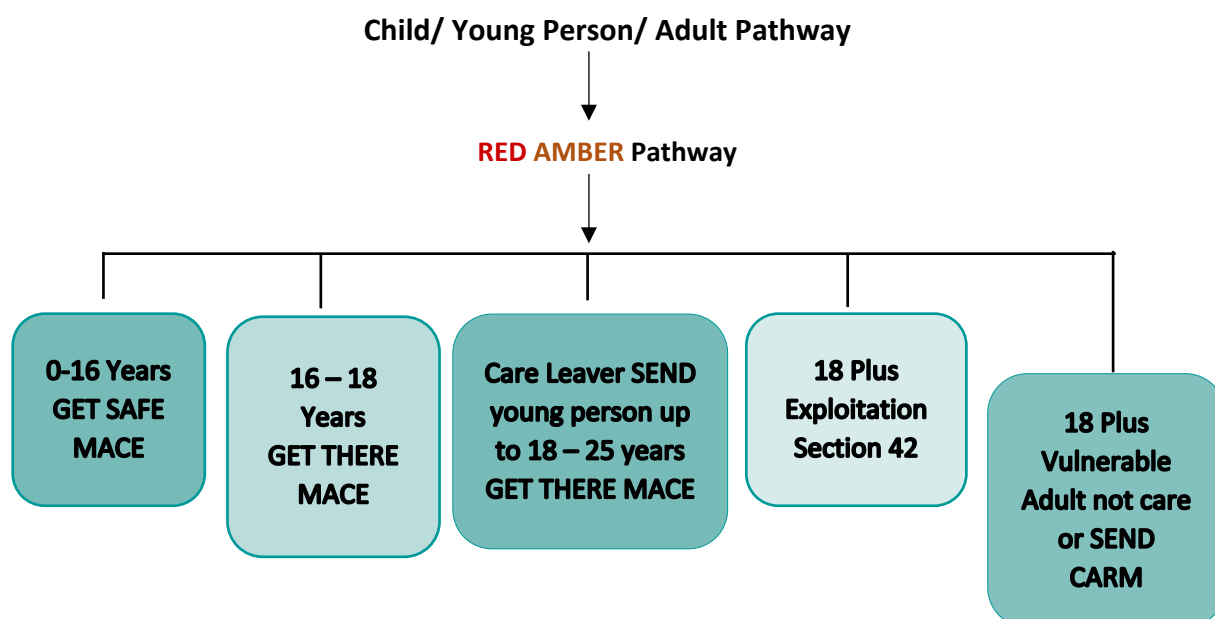 Child/ Young Person/ Adult Pathway
RED AMBER Pathway
0-16 Years
GET SAFE
MACE
16 – 18
Years
GET THERE
MACE
Care Leaver SEND
young person up
to 18 – 25 years
GET THERE MACE
18 Plus
Exploitation
Section 42
18 Plus
Vulnerable
Adult not care
or SEND
CARM